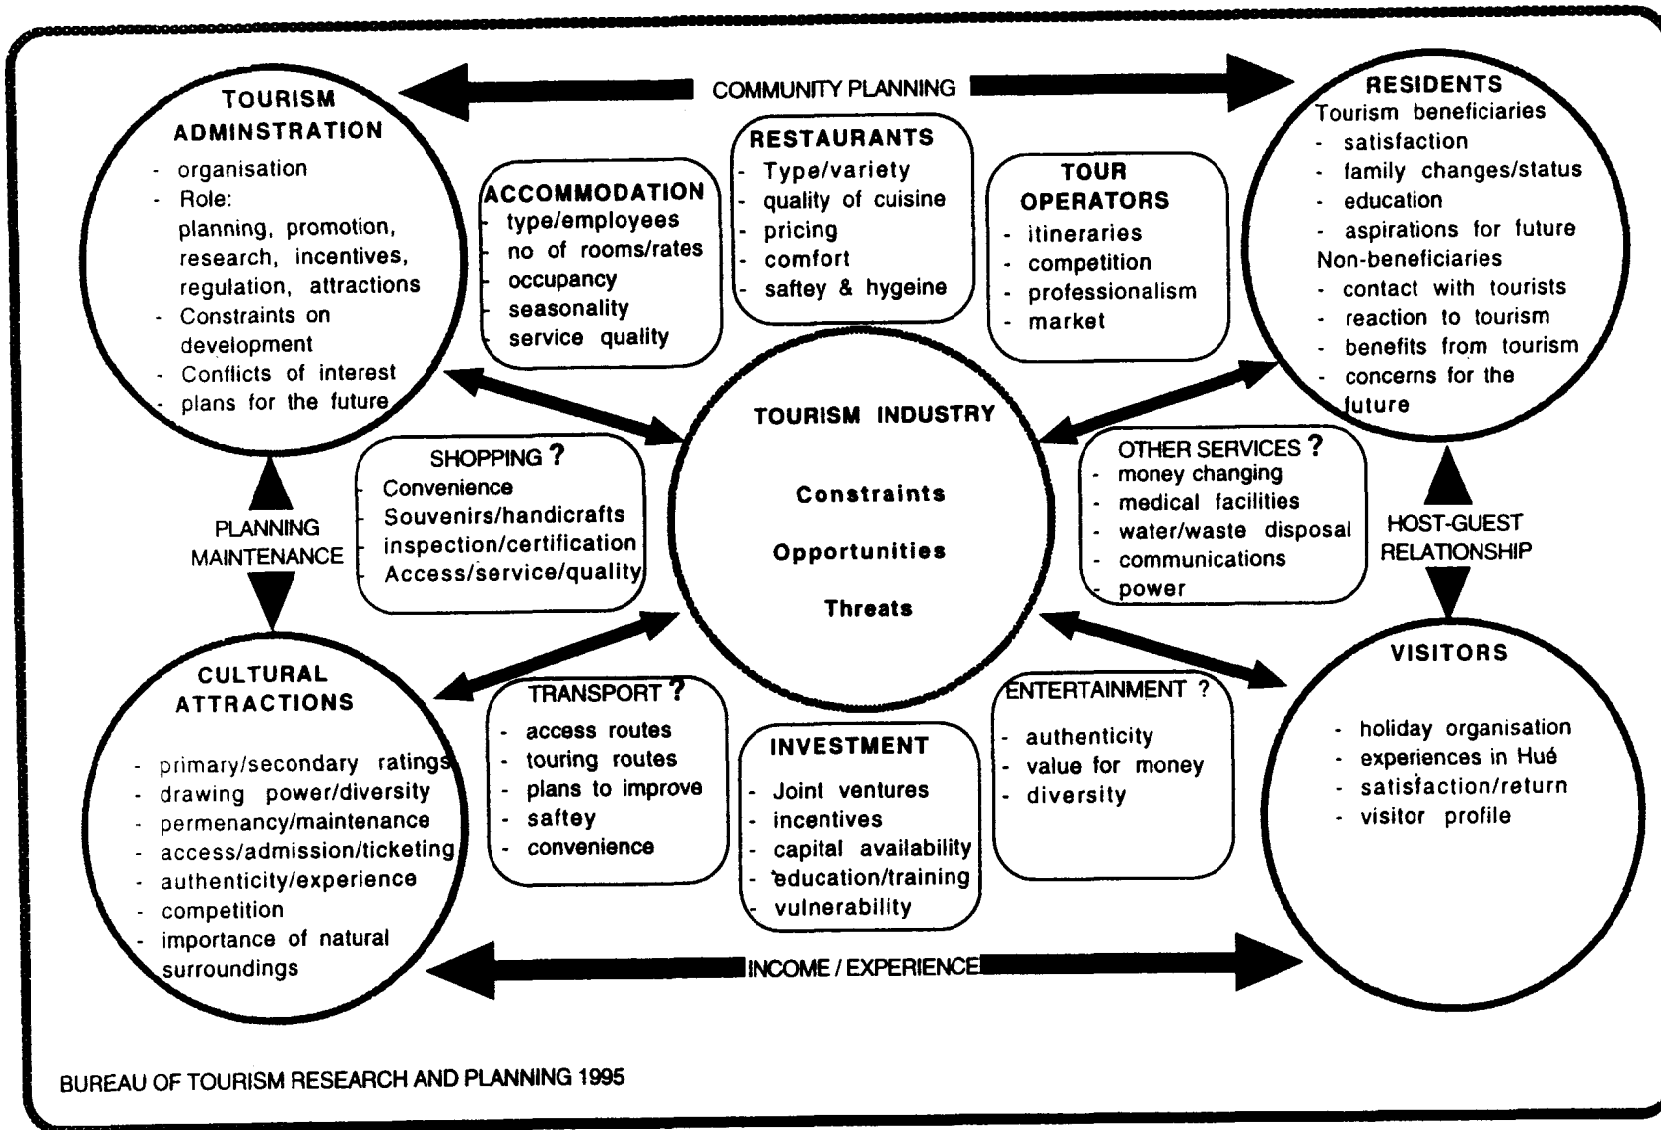 COMMUNITY PLANNING
TOURISM
ADMINSTRATION
- organisation
- Role:
planning, promotion,
research, incentives,
regulation, attractions
- Constraints on
development
- Conflicts of interest
- plans for the future
ACCOMMODATION
- type/employees
- no of rooms/rates
- occupancy
- seasonality
- service quality
RESTAURANTS
- Type/variety
- quality of cuisine
- pricing
- comfort
- saftey & hygeine
TOUR
OPERATORS
- itineraries
- competition
- professionalism
- market
RESIDENTS
Tourism beneficiaries
- satisfaction
- family changes/status
- education
- aspirations for future
Non-beneficiaries
- contact with tourists
- reaction to tourism
- benefits from tourism
- concerns for the
future
PLANNING
MAINTENANCE
SHOPPING ?
- Convenience
- Souvenirs/handicrafts
- inspection/certification
- Access/service/quality
TOURISM INDUSTRY
Constraints
Opportunities
Threats
OTHER SERVICES ?
- money changing
- medical facilities
- water/waste disposal
- communications
- power
HOST-GUEST
RELATIONSHIP
CULTURAL
ATTRACTIONS
- primary/secondary ratings
- drawing power/diversity
- permenancy/maintenance
- access/admission/ticketing
- authenticity/experience
- competition
- importance of natural
surroundings
TRANSPORT ?
- access routes
- touring routes
- plans to improve
- saftey
- convenience
INVESTMENT
- Joint ventures
- incentives
- capital availability
- education/training
- vulnerability
ENTERTAINMENT ?
- authenticity
- value for money
- diversity
VISITORS
- holiday organisation
- experiences in Hué
- satisfaction/return
- visitor profile
INCOME / EXPERIENCE
BUREAU OF TOURISM RESEARCH AND PLANNING 1995